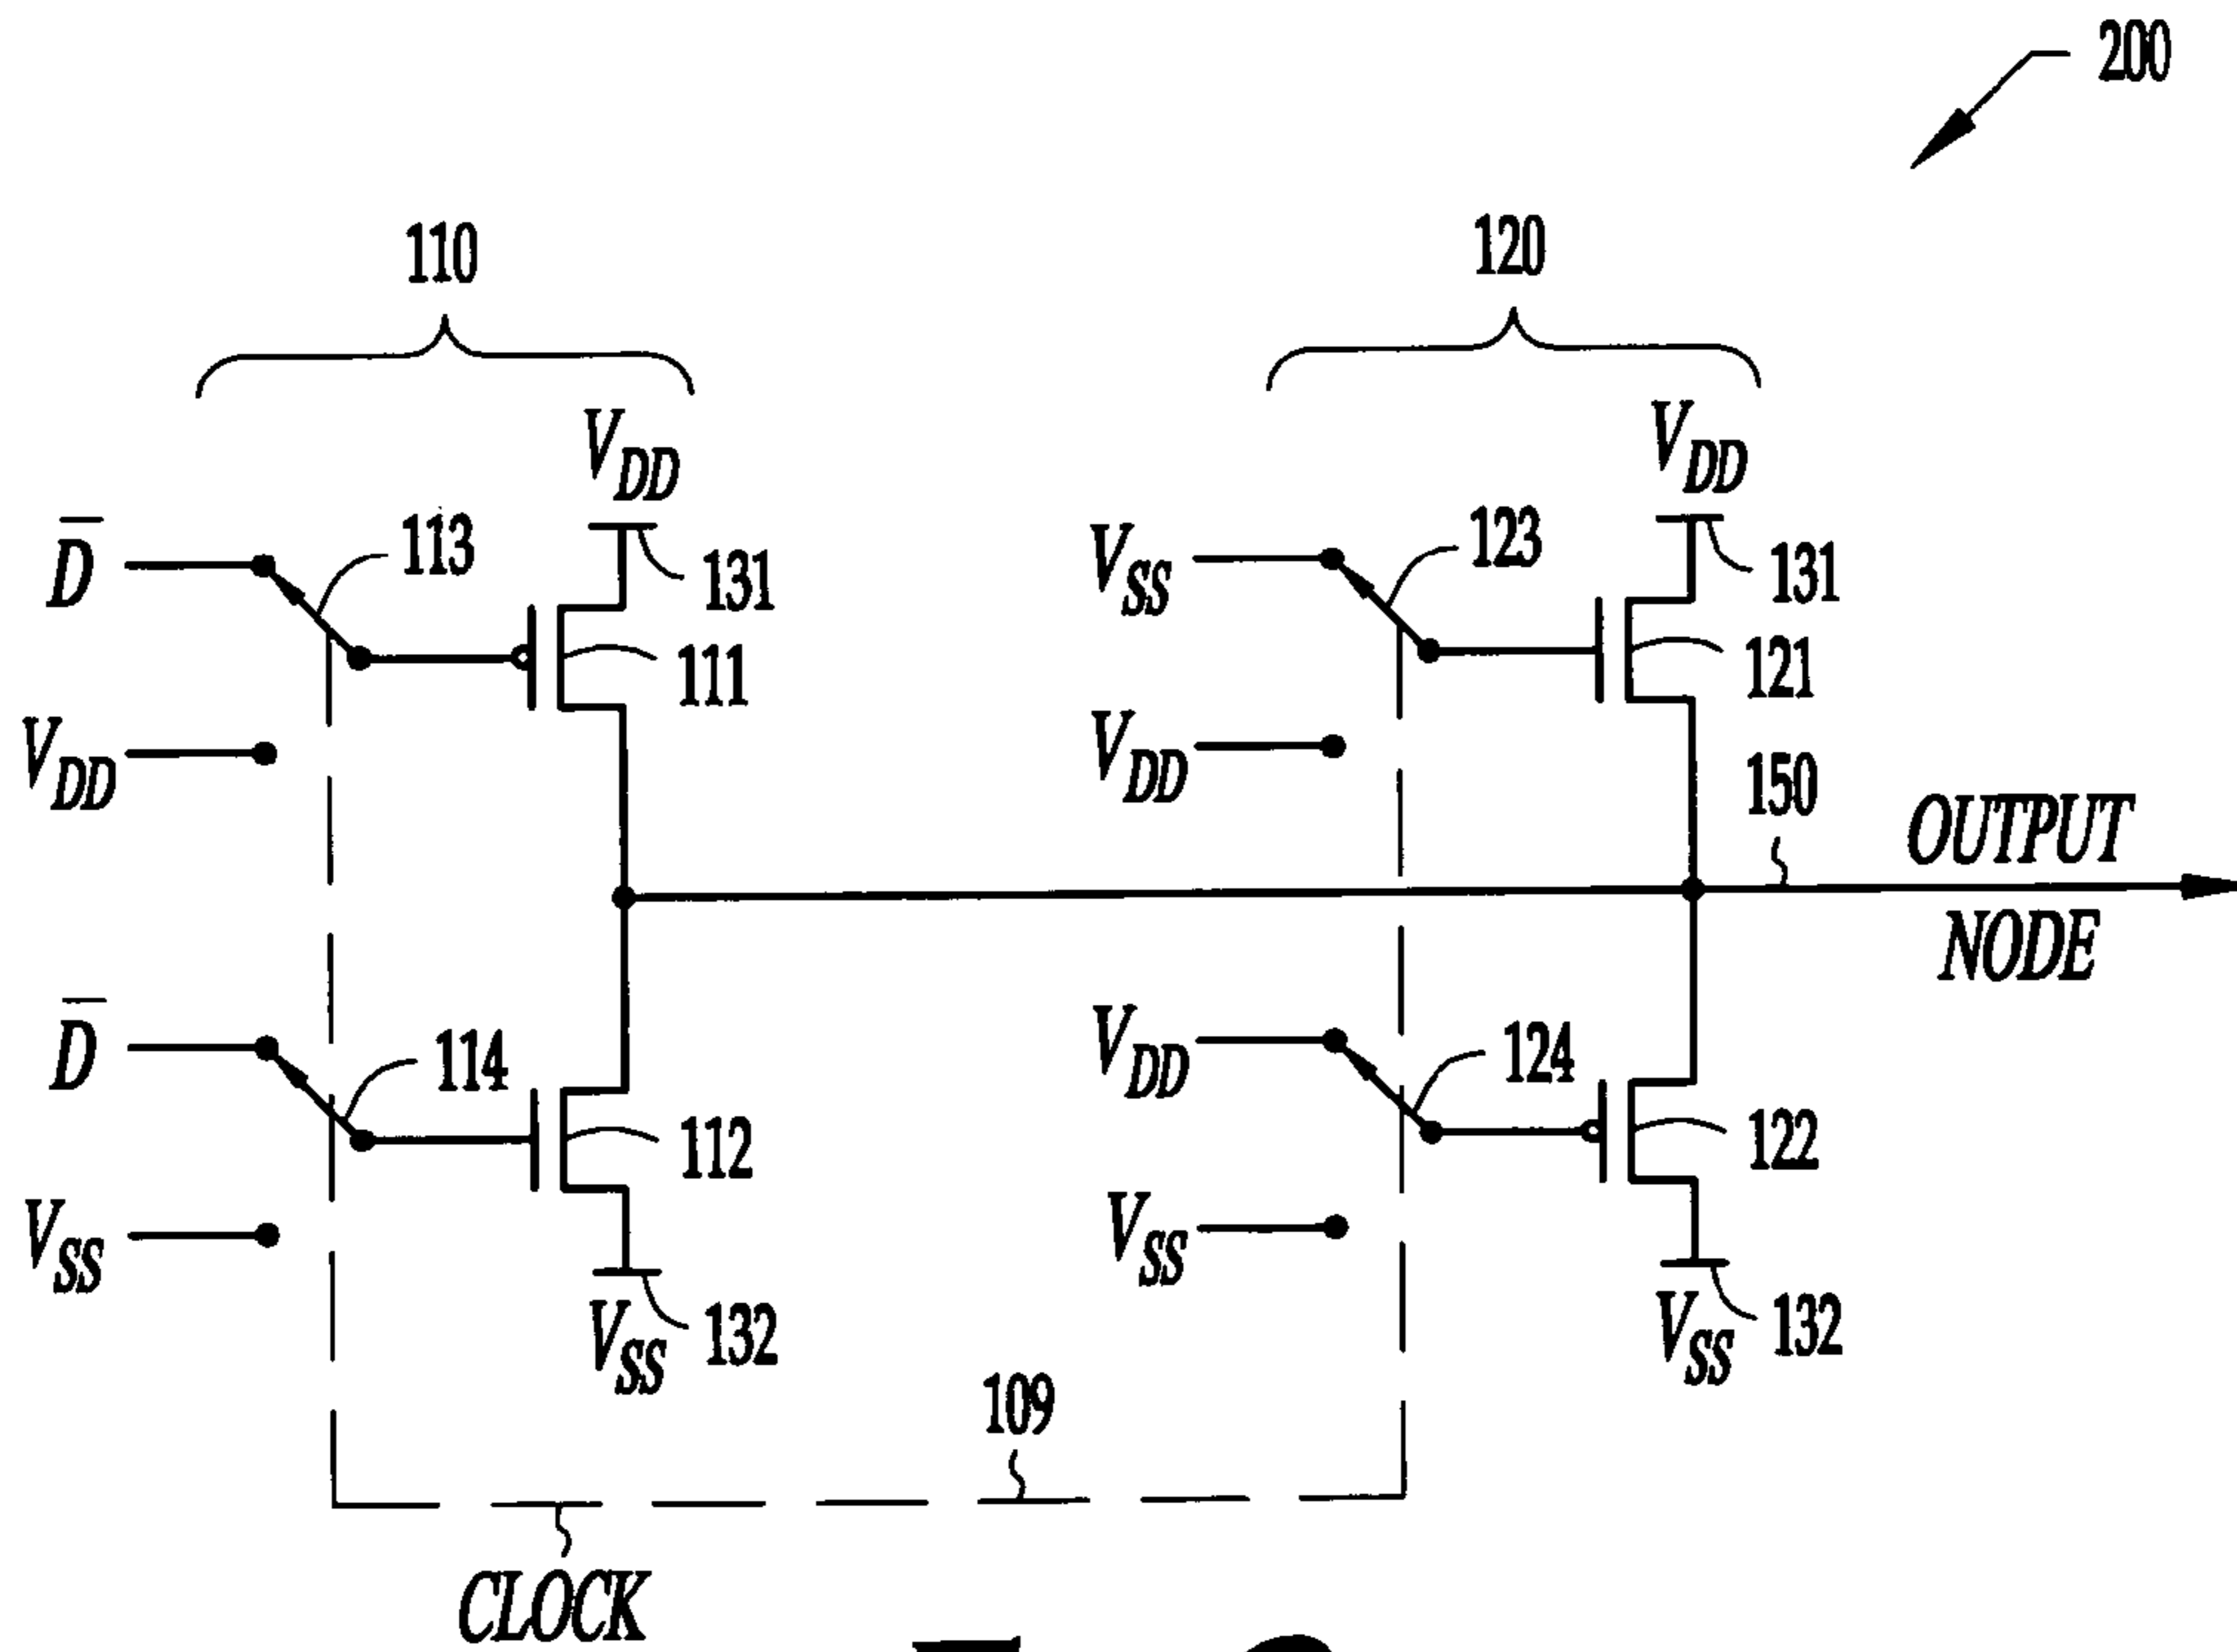 200
110
120
V_DD
V_DD
D̅
113
131
V_SS
123
131
111
121
V_DD
V_DD
150
OUTPUT
NODE
D̅
114
V_DD
124
112
122
V_SS
V_SS
V_SS
132
V_SS
132
109
CLOCK